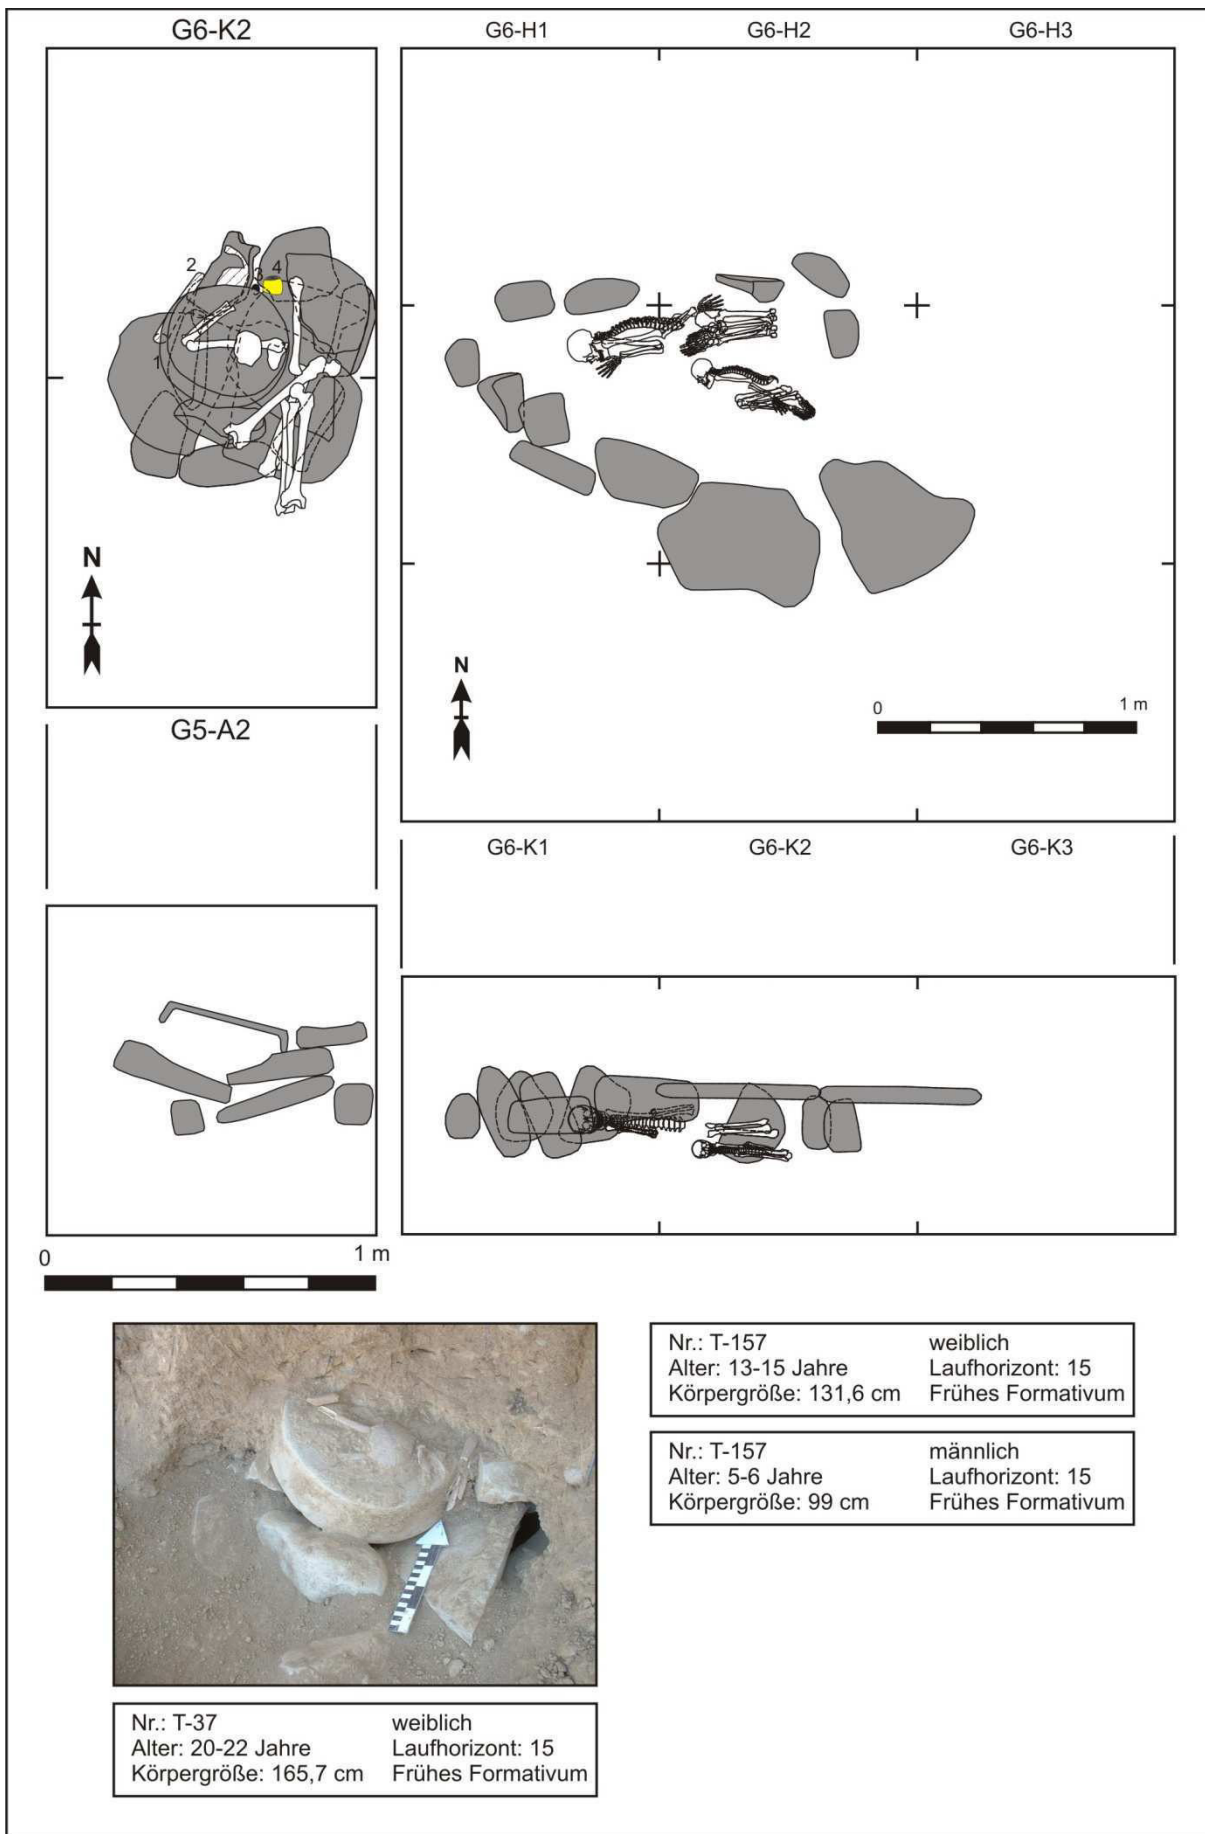 G6-K2
G6-H1 G6-H2 G6-H3
2
3 4
1
N
N
0 1 m
G5-A2
G6-K1 G6-K2 G6-K3
0 1 m
Nr.: T-157 weiblich
Alter: 13-15 Jahre Laufhorizont: 15
Körpergröße: 131,6 cm Frühes Formativum
Nr.: T-157 männlich
Alter: 5-6 Jahre Laufhorizont: 15
Körpergröße: 99 cm Frühes Formativum
Nr.: T-37 weiblich
Alter: 20-22 Jahre Laufhorizont: 15
Körpergröße: 165,7 cm Frühes Formativum